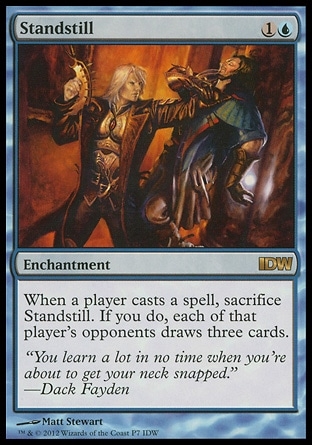 Standstill 1
Enchantment IDW
When a player casts a spell, sacrifice
Standstill. If you do, each of that
player's opponents draws three cards.
"You learn a lot in no time when you're
about to get your neck snapped."
—Dack Fayden
Matt Stewart
™ & © 2012 Wizards of the Coast P7 IDW